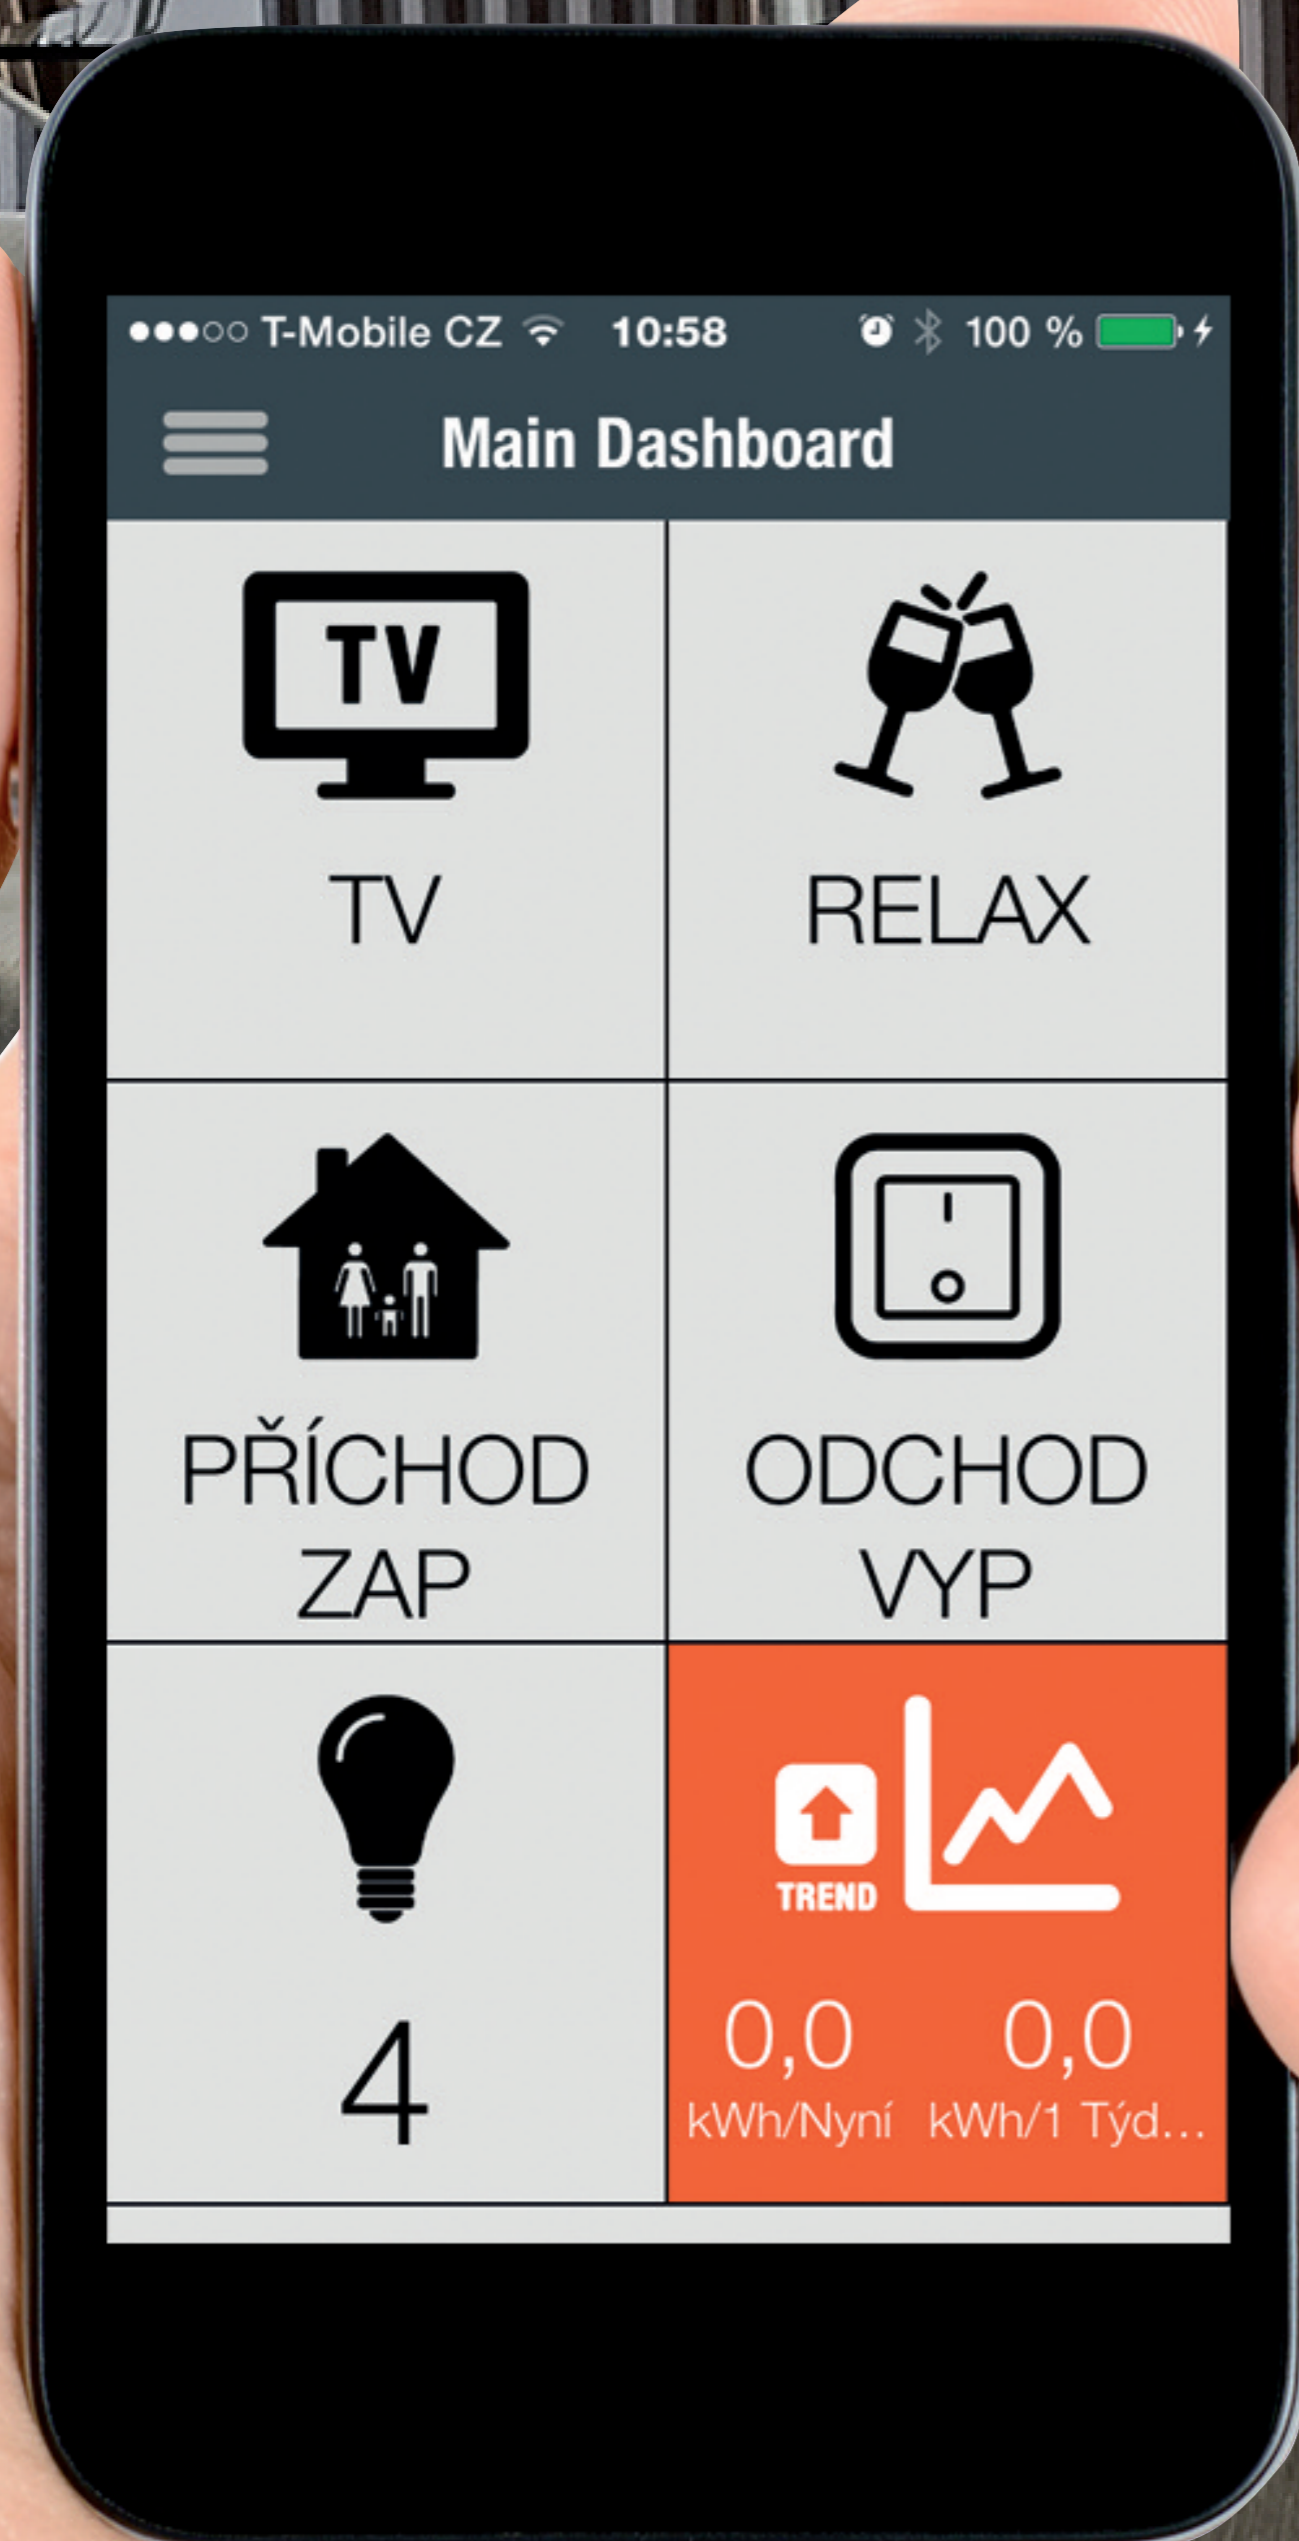 T-Mobile CZ 10:58 100 %
Main Dashboard
TV
TV
RELAX
PŘÍCHOD
ZAP
ODCHOD
VYP
4
TREND
0,0 0,0
kWh/Nyní kWh/1 Týd...